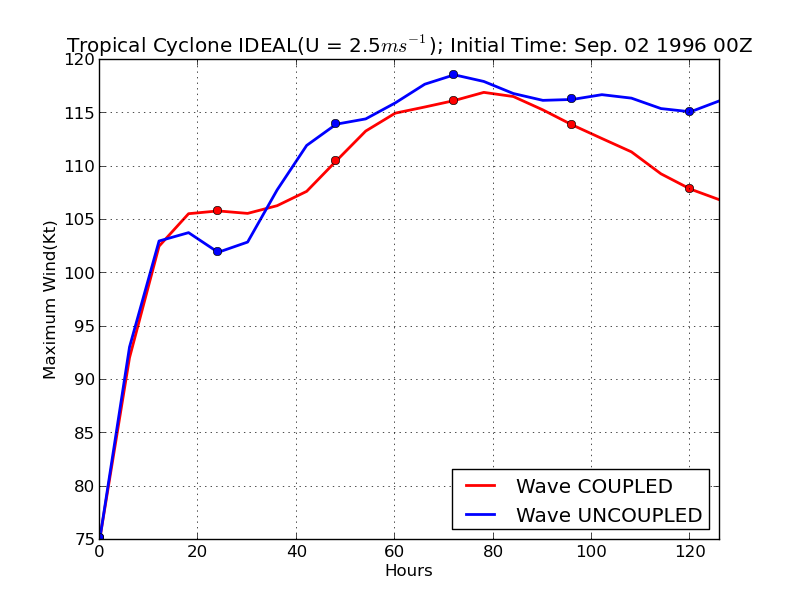 Tropical Cyclone IDEAL(U = 2.5ms⁻¹); Initial Time: Sep. 02 1996 00Z
120
115
110
105
100
95
90
85
80
75
Maximum Wind(Kt)
Wave COUPLED
Wave UNCOUPLED
0 20 40 60 80 100 120
Hours